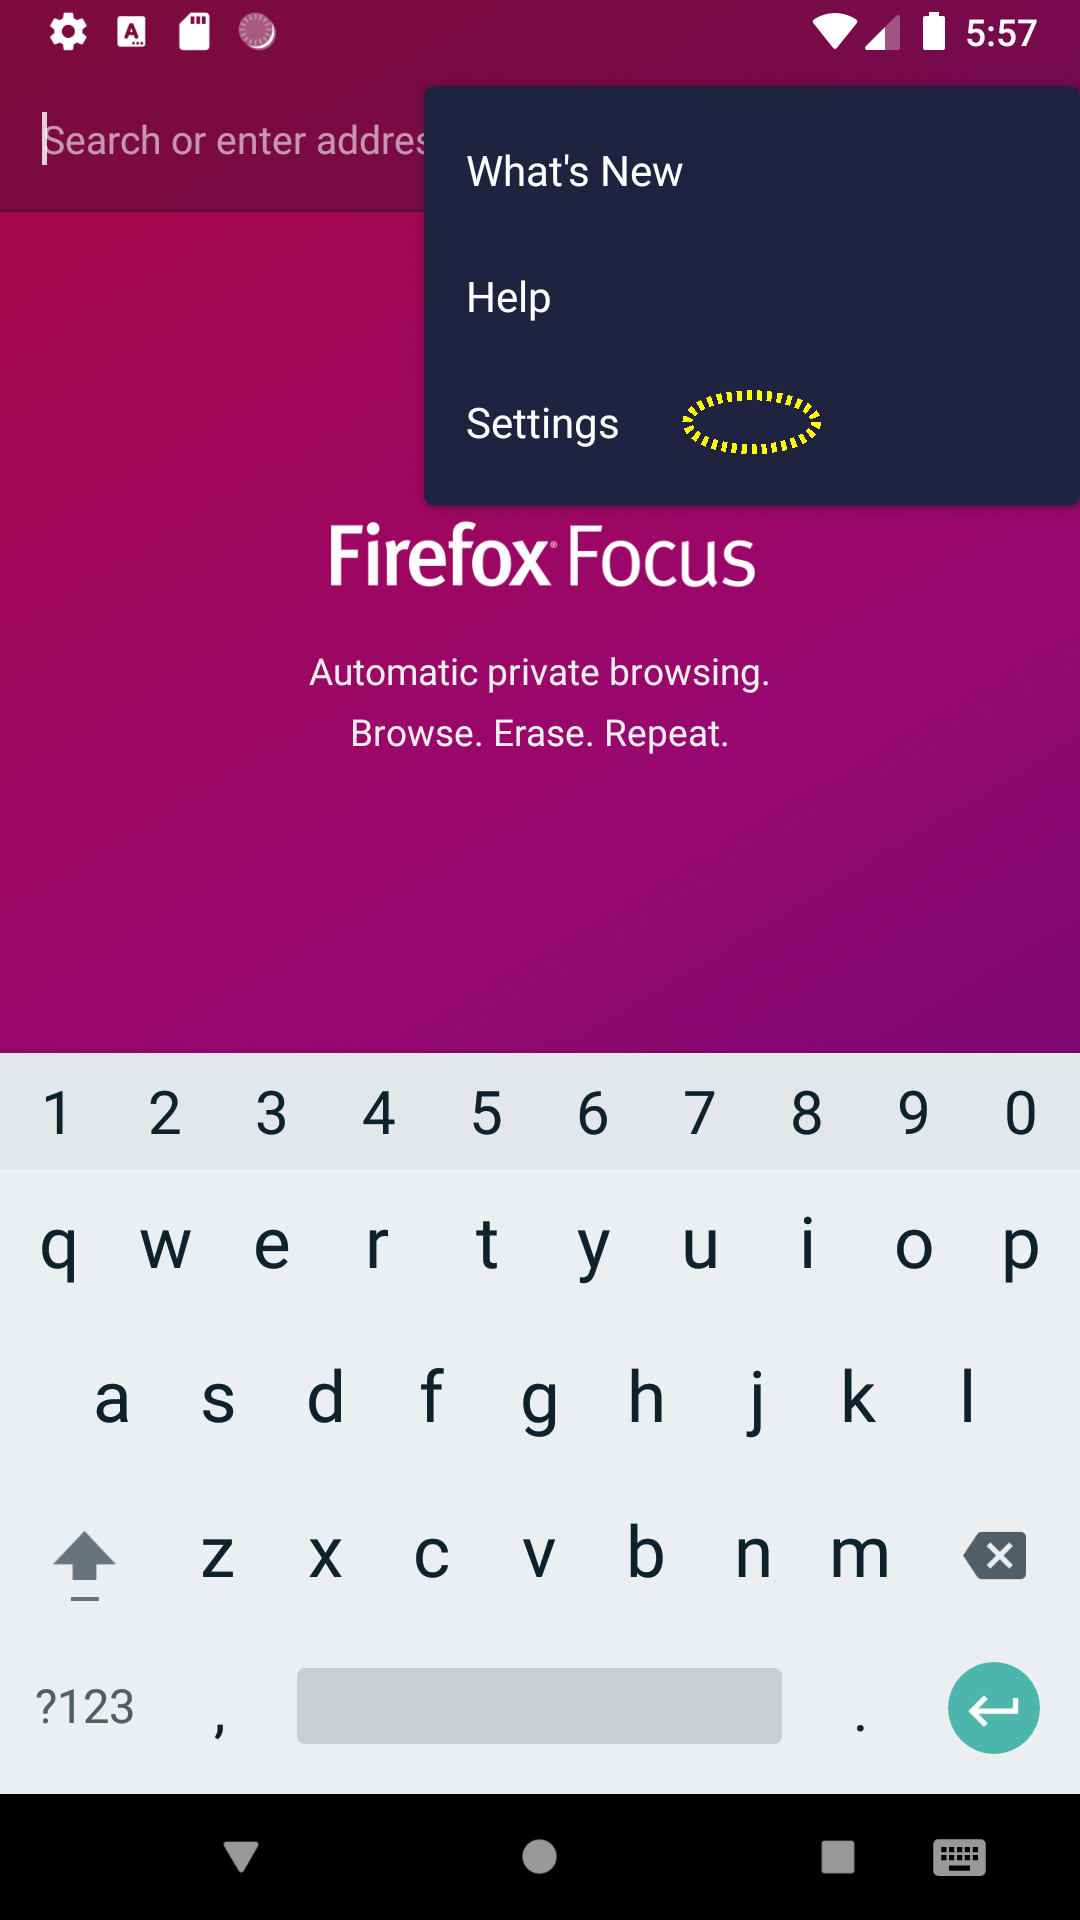 5:57
Search or enter addres
What's New
Help
Settings
Firefox Focus
Automatic private browsing.
Browse. Erase. Repeat.
1 2 3 4 5 6 7 8 9 0
q w e r t y u i o p
a s d f g h j k l
z x c v b n m
?123 , .